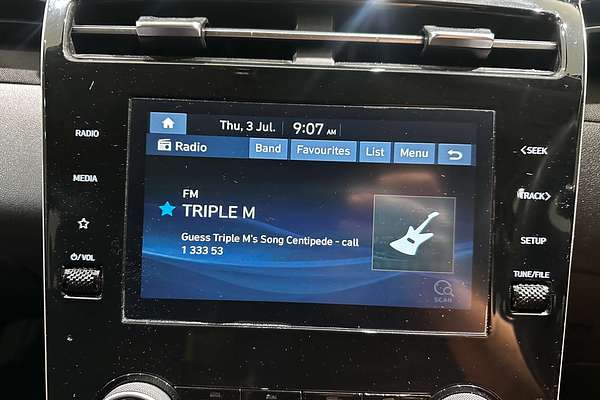 Thu, 3 Jul. 9:07 AM
Radio Band Favourites List Menu
FM
TRIPLE M
Guess Triple M's Song Centipede - call
1 333 53
SCAN
RADIO
MEDIA
⏻/VOL
<SEEK
TRACK>
SETUP
TUNE/FILE